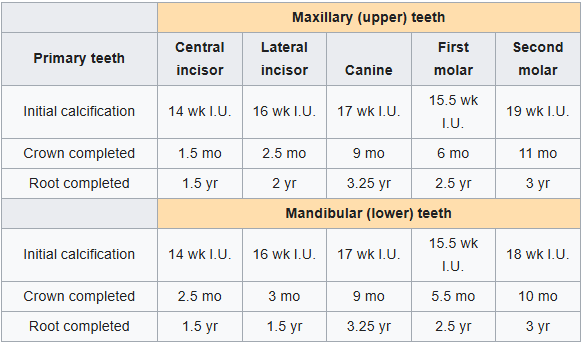 Maxillary (upper) teeth
Primary teeth Central incisor Lateral incisor Canine First molar Second molar
Initial calcification 14 wk I.U. 16 wk I.U. 17 wk I.U. 15.5 wk I.U. 19 wk I.U.
Crown completed 1.5 mo 2.5 mo 9 mo 6 mo 11 mo
Root completed 1.5 yr 2 yr 3.25 yr 2.5 yr 3 yr
Mandibular (lower) teeth
Initial calcification 14 wk I.U. 16 wk I.U. 17 wk I.U. 15.5 wk I.U. 18 wk I.U.
Crown completed 2.5 mo 3 mo 9 mo 5.5 mo 10 mo
Root completed 1.5 yr 1.5 yr 3.25 yr 2.5 yr 3 yr